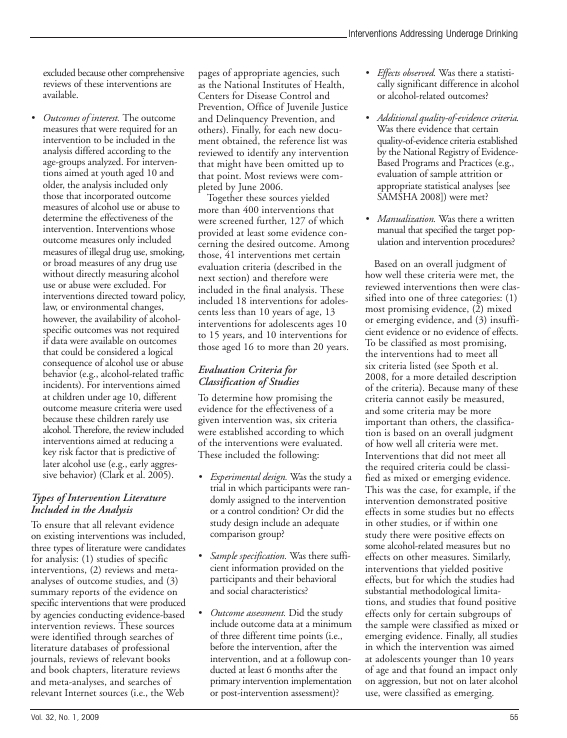 Interventions Addressing Underage Drinking
excluded because other comprehensive
reviews of these interventions are
available.
• Outcomes of interest. The outcome
measures that were required for an
intervention to be included in the
analysis differed according to the
age-groups analyzed. For interven-
tions aimed at youth aged 10 and
older, the analysis included only
those that incorporated outcome
measures of alcohol use or abuse to
determine the effectiveness of the
intervention. Interventions whose
outcome measures only included
measures of illegal drug use, smoking,
or broad measures of any drug use
without directly measuring alcohol
use or abuse were excluded. For
interventions directed toward policy,
law, or environmental changes,
however, the availability of alcohol-
specific outcomes was not required
if data were available on outcomes
that could be considered a logical
consequence of alcohol use or abuse
behavior (e.g., alcohol-related traffic
incidents). For interventions aimed
at children under age 10, different
outcome measure criteria were used
because these children rarely use
alcohol. Therefore, the review included
interventions aimed at reducing a
key risk factor that is predictive of
later alcohol use (e.g., early aggres-
sive behavior) (Clark et al. 2005).
Types of Intervention Literature
Included in the Analysis
To ensure that all relevant evidence
on existing interventions was included,
three types of literature were candidates
for analysis: (1) studies of specific
interventions, (2) reviews and meta-
analyses of outcome studies, and (3)
summary reports of the evidence on
specific interventions that were produced
by agencies conducting evidence-based
intervention reviews. These sources
were identified through searches of
literature databases of professional
journals, reviews of relevant books
and book chapters, literature reviews
and meta-analyses, and searches of
relevant Internet sources (i.e., the Web
pages of appropriate agencies, such
as the National Institutes of Health,
Centers for Disease Control and
Prevention, Office of Juvenile Justice
and Delinquency Prevention, and
others). Finally, for each new docu-
ment obtained, the reference list was
reviewed to identify any intervention
that might have been omitted up to
that point. Most reviews were com-
pleted by June 2006.
Together these sources yielded
more than 400 interventions that
were screened further, 127 of which
provided at least some evidence con-
cerning the desired outcome. Among
those, 41 interventions met certain
evaluation criteria (described in the
next section) and therefore were
included in the final analysis. These
included 18 interventions for adoles-
cents less than 10 years of age, 13
interventions for adolescents ages 10
to 15 years, and 10 interventions for
those aged 16 to more than 20 years.
Evaluation Criteria for
Classification of Studies
To determine how promising the
evidence for the effectiveness of a
given intervention was, six criteria
were established according to which
of the interventions were evaluated.
These included the following:
• Experimental design. Was the study a
trial in which participants were ran-
domly assigned to the intervention
or a control condition? Or did the
study design include an adequate
comparison group?
• Sample specification. Was there suffi-
cient information provided on the
participants and their behavioral
and social characteristics?
• Outcome assessment. Did the study
include outcome data at a minimum
of three different time points (i.e.,
before the intervention, after the
intervention, and at a followup con-
ducted at least 6 months after the
primary intervention implementation
or post-intervention assessment)?
• Effects observed. Was there a statisti-
cally significant difference in alcohol
or alcohol-related outcomes?
• Additional quality-of-evidence criteria.
Was there evidence that certain
quality-of-evidence criteria established
by the National Registry of Evidence-
Based Programs and Practices (e.g.,
evaluation of sample attrition or
appropriate statistical analyses [see
SAMSHA 2008]) were met?
• Manualization. Was there a written
manual that specified the target pop-
ulation and intervention procedures?
Based on an overall judgment of
how well these criteria were met, the
reviewed interventions were then clas-
sified into one of three categories: (1)
most promising evidence, (2) mixed
or emerging evidence, and (3) insuffi-
cient evidence or no evidence of effects.
To be classified as most promising,
the interventions had to meet all
six criteria listed (see Spoth et al.
2008, for a more detailed description
of the criteria). Because many of these
criteria cannot easily be measured,
and some criteria may be more
important than others, the classifica-
tion is based on an overall judgment
of how well the criteria were met.
Interventions that did not meet all
the required criteria could be classi-
fied as mixed or emerging evidence.
This was the case, for example, if the
intervention demonstrated positive
effects in some studies but no effects
in other studies, or if within one
study there were positive effects on
some alcohol-related measures but no
effects on other measures. Similarly,
interventions that yielded positive
effects, but for which the studies had
substantial methodological limita-
tions, and studies that found positive
effects only for certain subgroups of
the sample were classified as mixed or
emerging evidence. Finally, all studies
in which the intervention was aimed
at adolescents younger than 10 years
of age and that found an impact only
on aggression, but not on later alcohol
use, were classified as emerging.
Vol. 32, No. 1, 2009
55